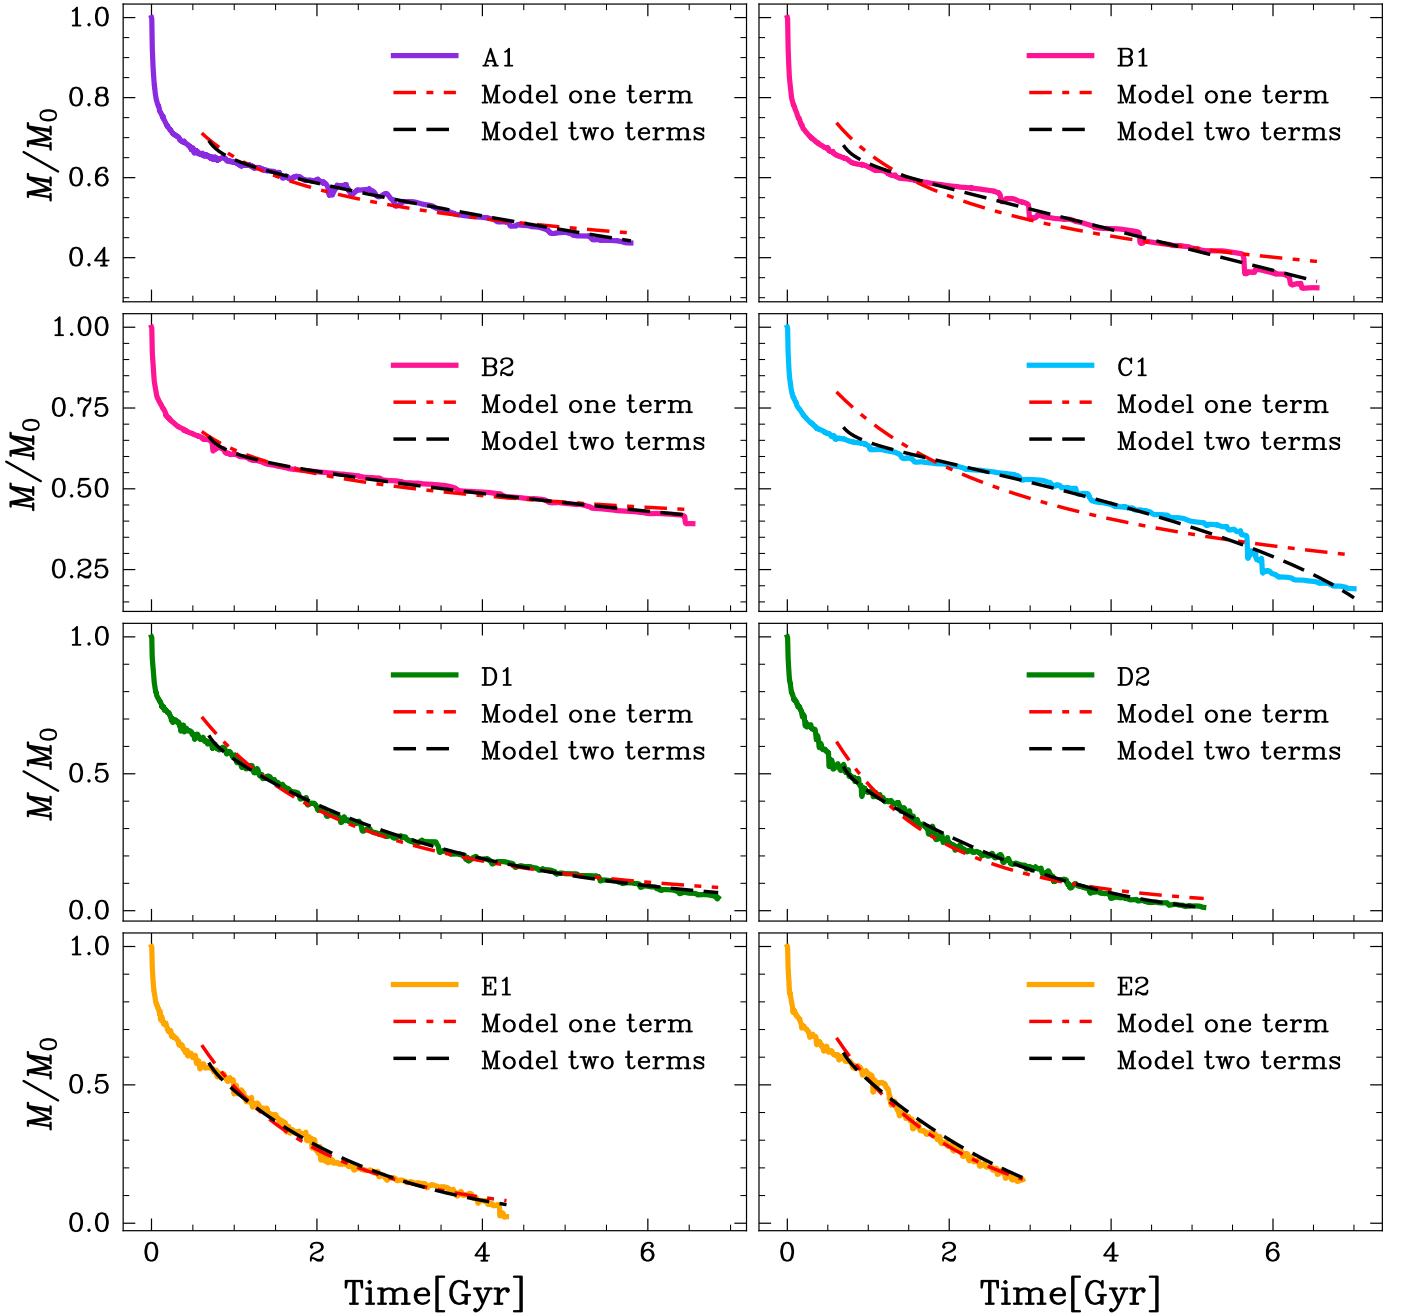 1.0
0.8
0.6
0.4
M/M0
A1
Model one term
Model two terms
B1
Model one term
Model two terms
1.00
0.75
0.50
0.25
M/M0
B2
Model one term
Model two terms
C1
Model one term
Model two terms
1.0
0.5
0.0
M/M0
D1
Model one term
Model two terms
D2
Model one term
Model two terms
1.0
0.5
0.0
M/M0
E1
Model one term
Model two terms
E2
Model one term
Model two terms
0 2 4 6
0 2 4 6
Time[Gyr]
Time[Gyr]